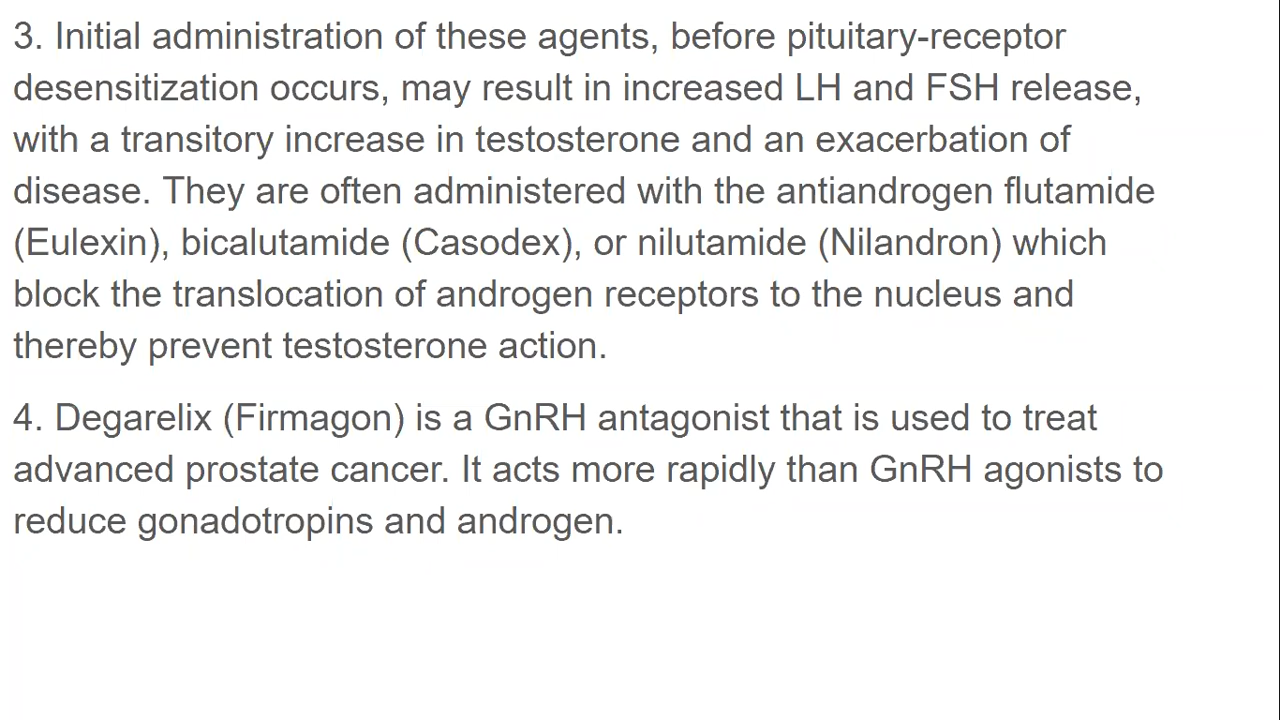 3. Initial administration of these agents, before pituitary-receptor
desensitization occurs, may result in increased LH and FSH release,
with a transitory increase in testosterone and an exacerbation of
disease. They are often administered with the antiandrogen flutamide
(Eulexin), bicalutamide (Casodex), or nilutamide (Nilandron) which
block the translocation of androgen receptors to the nucleus and
thereby prevent testosterone action.
4. Degarelix (Firmagon) is a GnRH antagonist that is used to treat
advanced prostate cancer. It acts more rapidly than GnRH agonists to
reduce gonadotropins and androgen.